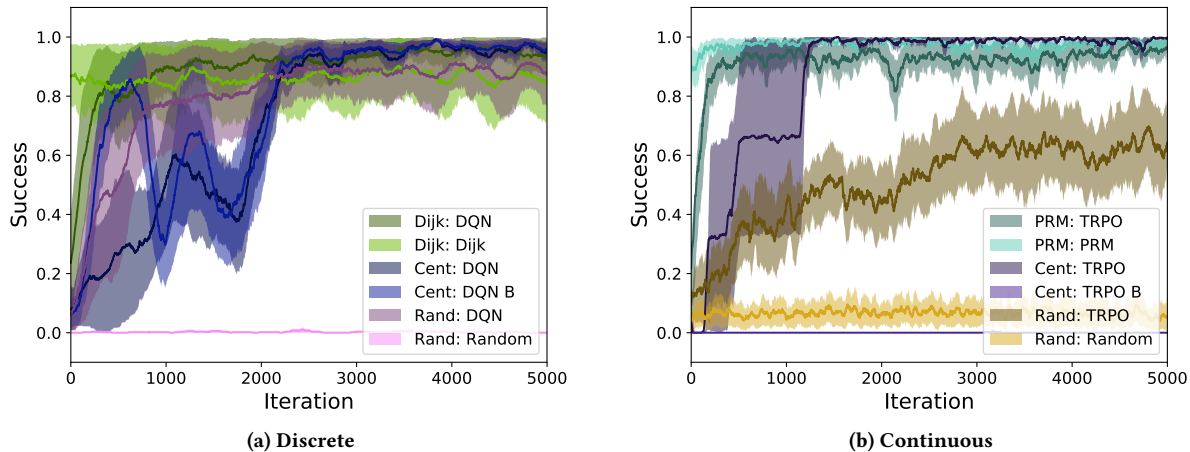 1.0
0.8
0.6
0.4
0.2
0.0
Success
Dijk: DQN
Dijk: Dijk
Cent: DQN
Cent: DQN B
Rand: DQN
Rand: Random
0 1000 2000 3000 4000 5000
Iteration
(a) Discrete
1.0
0.8
0.6
0.4
0.2
0.0
Success
PRM: TRPO
PRM: PRM
Cent: TRPO
Cent: TRPO B
Rand: TRPO
Rand: Random
0 1000 2000 3000 4000 5000
Iteration
(b) Continuous